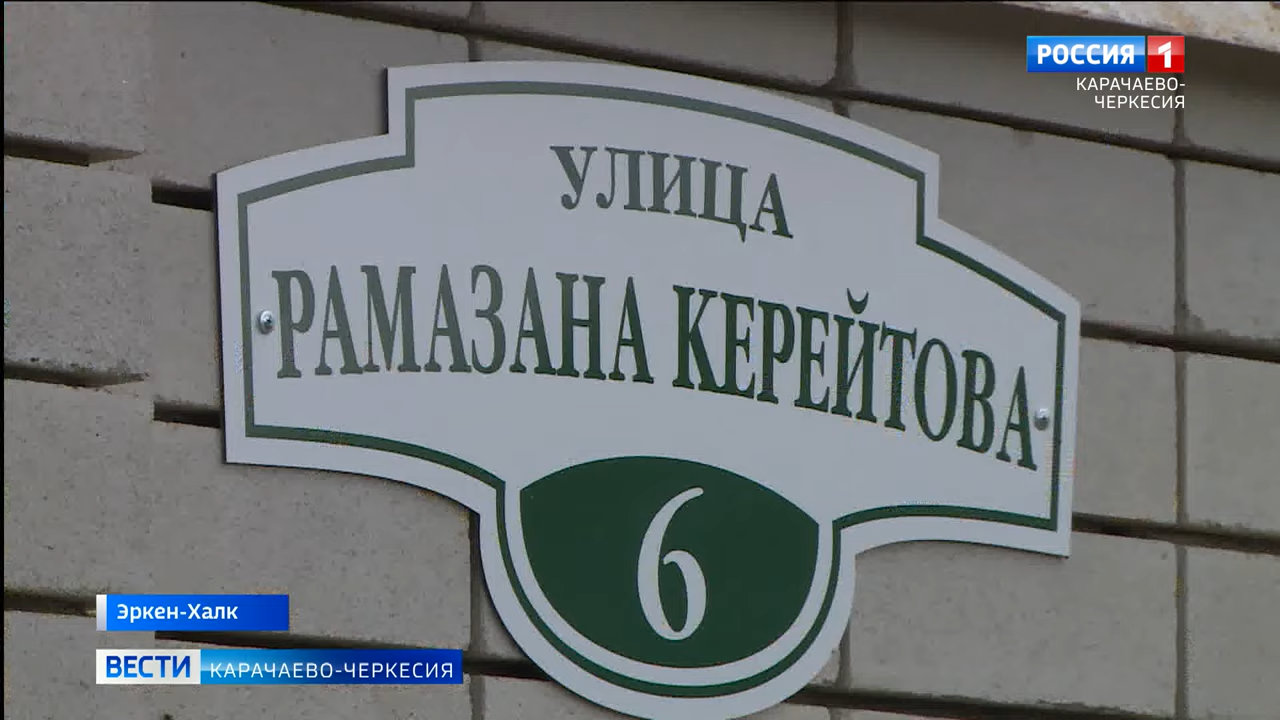 РОССИЯ 1
КАРАЧАЕВО-
ЧЕРКЕСИЯ
УЛИЦА
РАМАЗАНА КЕРЕЙТОВА
6
Эркен-Халк
ВЕСТИ КАРАЧАЕВО-ЧЕРКЕСИЯ